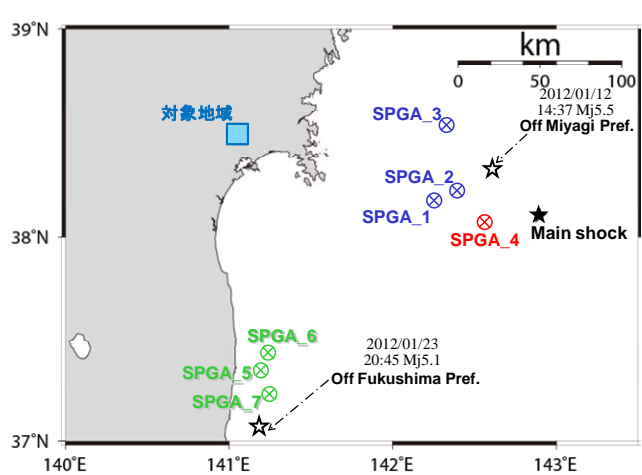 39°N
km
0 50 100
2012/01/12
14:37 Mj5.5
Off Miyagi Pref.
対象地域
SPGA_3
SPGA_2
SPGA_1
SPGA_4
Main shock
38°N
SPGA_6
SPGA_5
SPGA_7
2012/01/23
20:45 Mj5.1
Off Fukushima Pref.
37°N
140°E
141°E
142°E
143°E